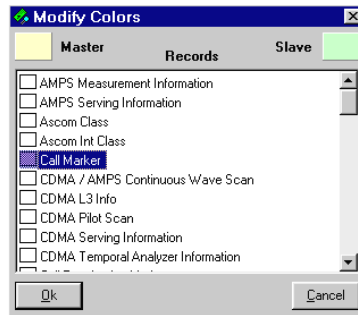 Modify Colors
Master Records Slave
AMPS Measurement Information
AMPS Serving Information
Ascom Class
Ascom Int Class
Call Marker
CDMA / AMPS Continuous Wave Scan
CDMA L3 Info
CDMA Pilot Scan
CDMA Serving Information
CDMA Temporal Analyzer Information
Ok Cancel